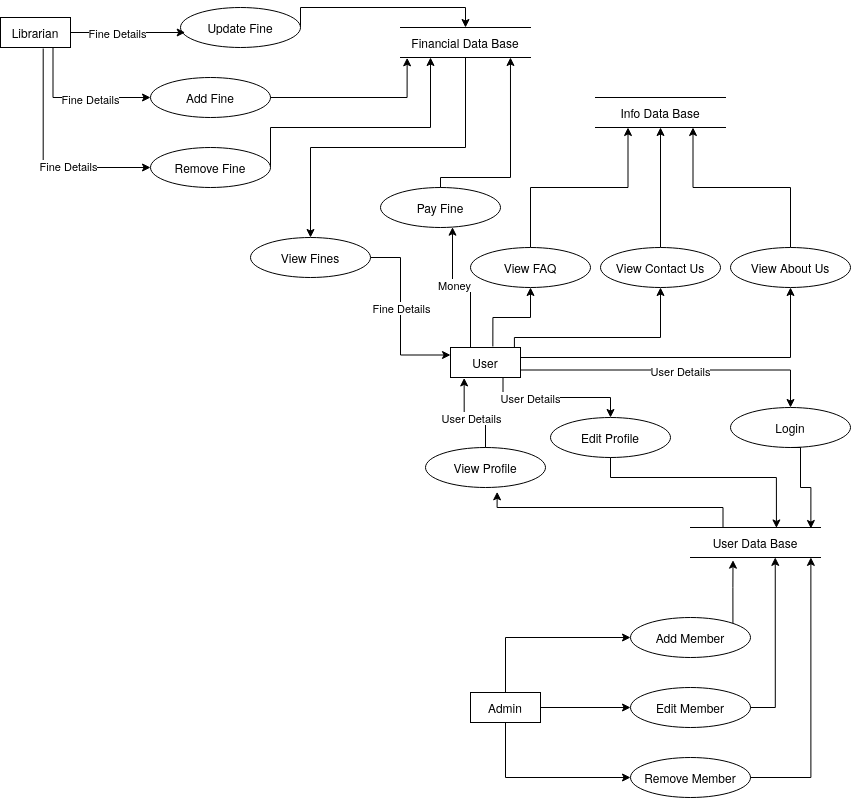 Update Fine
Librarian
Fine Details
Financial Data Base
Add Fine
Fine Details
Info Data Base
Fine Details
Remove Fine
Pay Fine
View Fines
View FAQ
View Contact Us
View About Us
Money
Fine Details
User
User Details
User Details
User Details
Login
Edit Profile
View Profile
User Data Base
Add Member
Admin
Edit Member
Remove Member